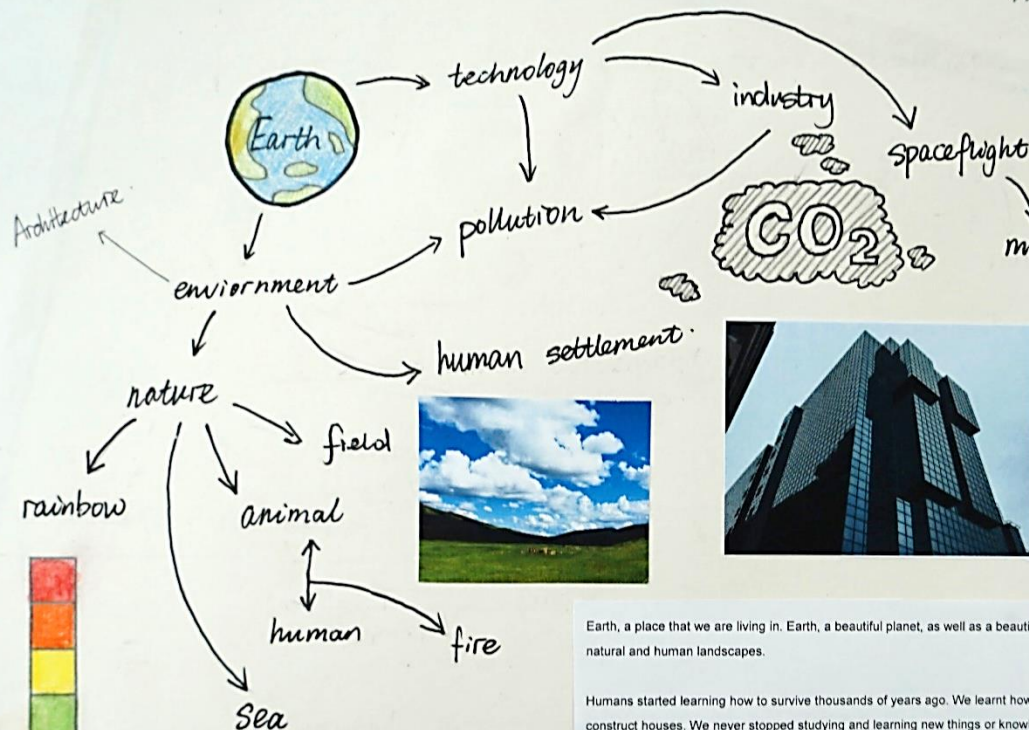 technology
industry
Earth
spaceflight
Architecture.
pollution
CO2
enviornment
human settlement.
nature
field
rainbow
animal
human
fire
sea
Earth, a place that we are living in. Earth, a beautiful planet, as well as a
natural and human landscapes.
Humans started learning how to survive thousands of years ago. We learnt how
construct houses. We never stopped studying and learning new things or